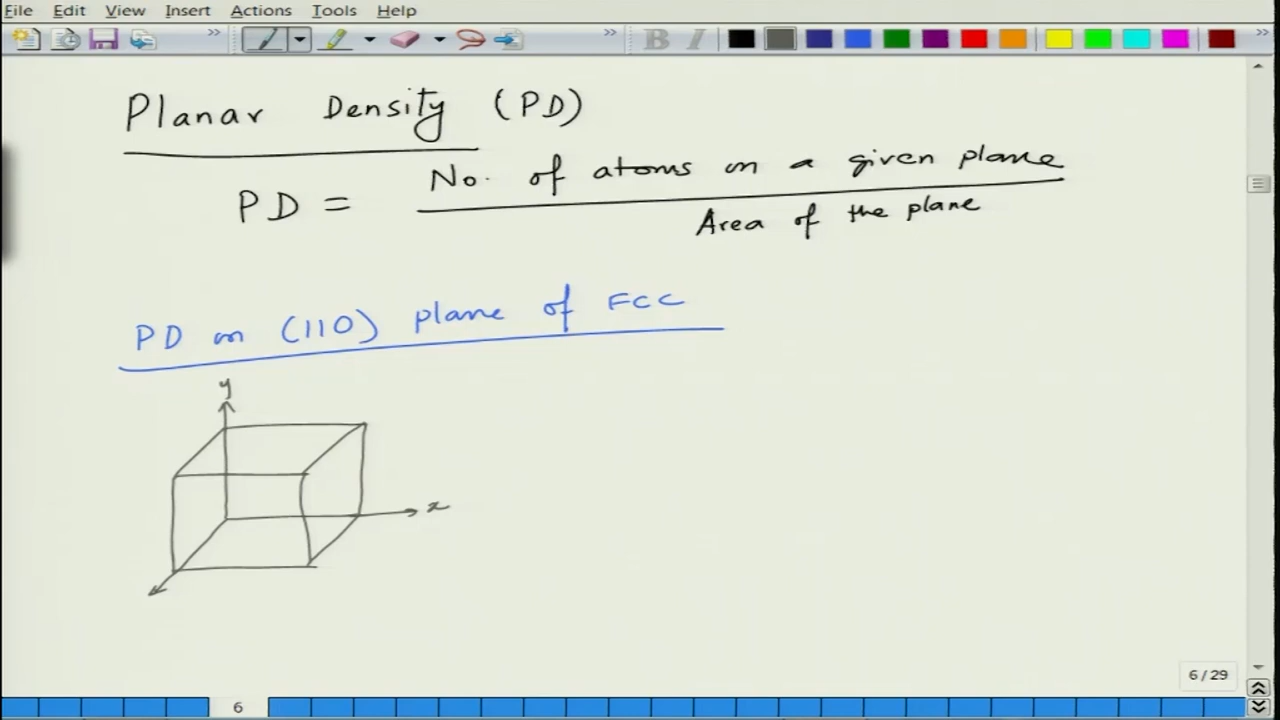 File Edit View Insert Actions Tools Help
B I
Planar Density (PD)
PD = No. of atoms on a given plane
Area of the plane
PD on (110) plane of FCC
y
x
6 / 29
6